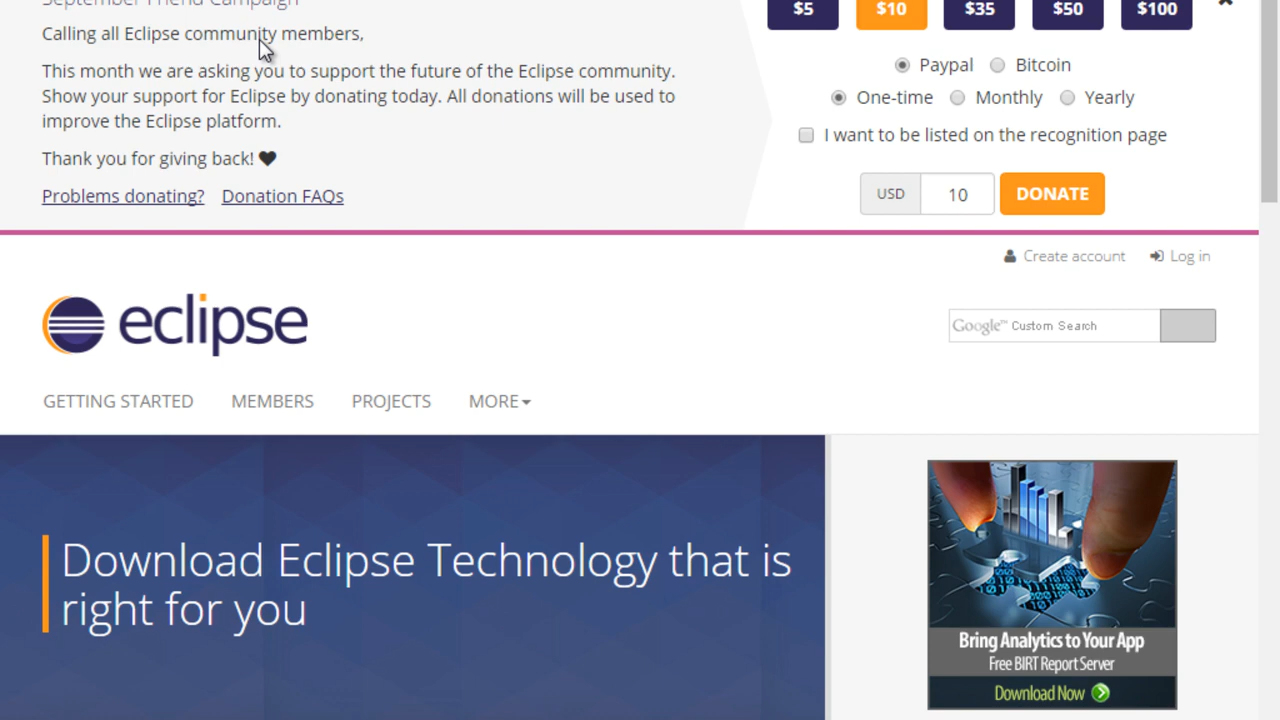 September Friend Campaign
Calling all Eclipse community members,
This month we are asking you to support the future of the Eclipse community.
Show your support for Eclipse by donating today. All donations will be used to
improve the Eclipse platform.
Thank you for giving back!
Problems donating? Donation FAQs
$5 $10 $35 $50 $100
Paypal Bitcoin
One-time Monthly Yearly
I want to be listed on the recognition page
USD 10 DONATE
Create account Log in
eclipse
Google™ Custom Search
GETTING STARTED MEMBERS PROJECTS MORE
Download Eclipse Technology that is
right for you
Bring Analytics to Your App
Free BIRT Report Server
Download Now